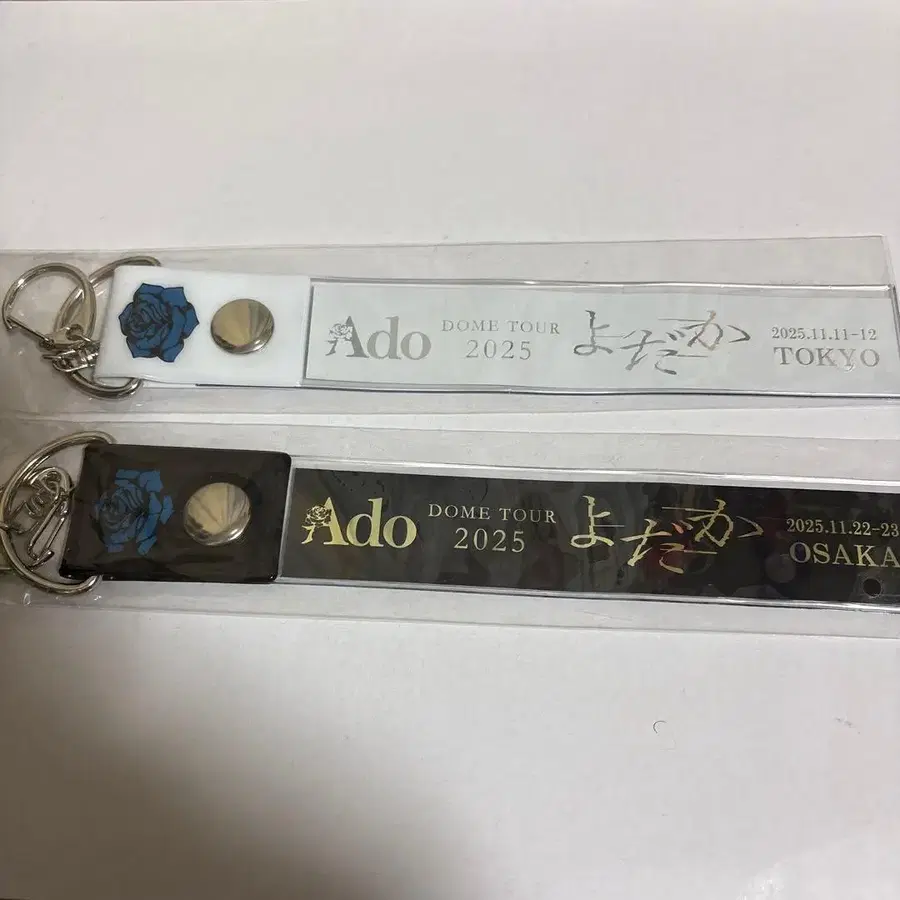 Ado
DOME TOUR
2025
よだか
2025.11.11-12
TOKYO
Ado
DOME TOUR
2025
よだか
2025.11.22-23
OSAKA